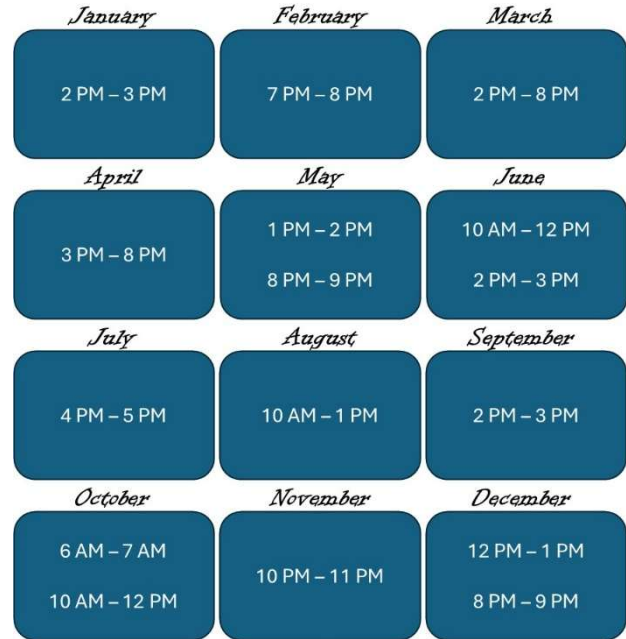 January
February
March
2 PM – 3 PM
7 PM – 8 PM
2 PM – 8 PM
April
May
June
3 PM – 8 PM
1 PM – 2 PM
8 PM – 9 PM
10 AM – 12 PM
2 PM – 3 PM
July
August
September
4 PM – 5 PM
10 AM – 1 PM
2 PM – 3 PM
October
November
December
6 AM – 7 AM
10 AM – 12 PM
10 PM – 11 PM
12 PM – 1 PM
8 PM – 9 PM